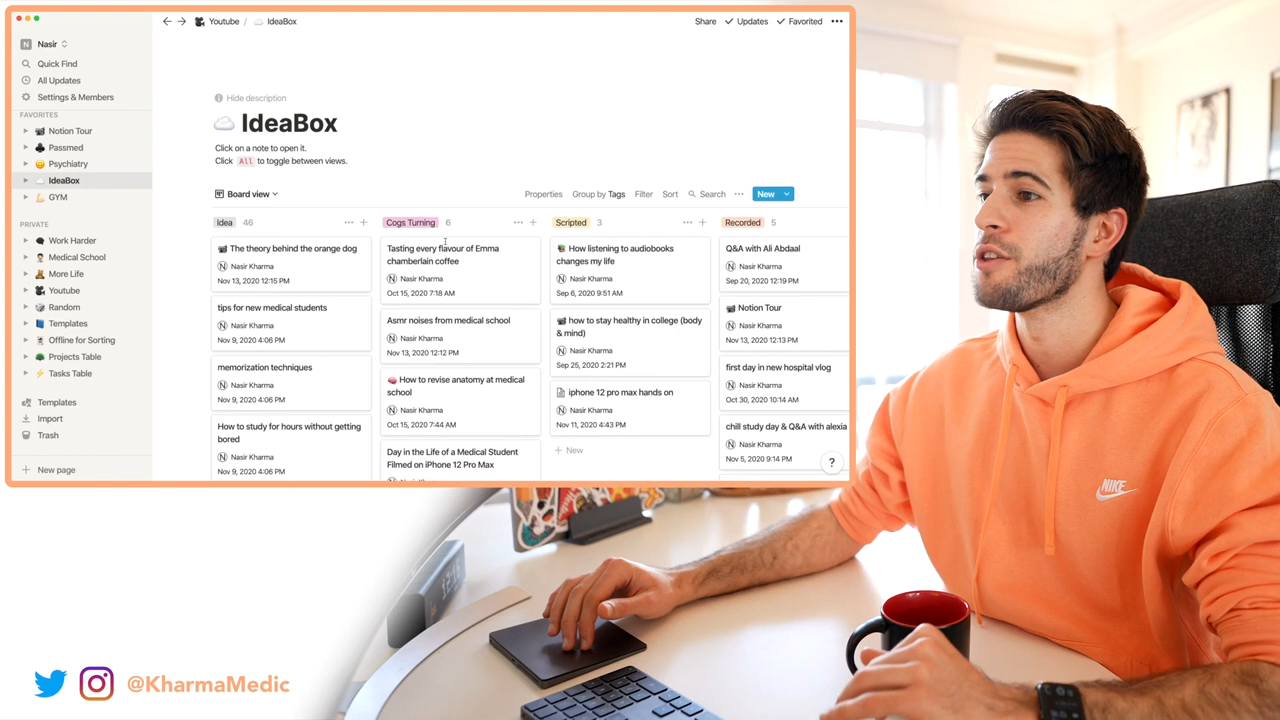 Youtube / IdeaBox
Share Updates Favorited
N Nasir
Quick Find
All Updates
Settings & Members
FAVORITES
Notion Tour
Passmed
Psychiatry
IdeaBox
GYM
PRIVATE
Work Harder
Medical School
More Life
Youtube
Random
Templates
Offline for Sorting
Projects Table
Tasks Table
Templates
Import
Trash
New page
Hide description
IdeaBox
Click on a note to open it.
Click All to toggle between views.
Board view
Properties Group by Tags Filter Sort Search New
Idea 46
The theory behind the orange dog
Nasir Kharma
Nov 13, 2020 12:15 PM
tips for new medical students
Nasir Kharma
Nov 9, 2020 4:06 PM
memorization techniques
Nasir Kharma
Nov 9, 2020 4:06 PM
How to study for hours without getting
bored
Nasir Kharma
Nov 9, 2020 4:06 PM
Cogs Turning 6
Tasting every flavour of Emma
chamberlain coffee
Nasir Kharma
Oct 15, 2020 7:18 AM
Asmr noises from medical school
Nasir Kharma
Nov 13, 2020 12:12 PM
How to revise anatomy at medical
school
Nasir Kharma
Oct 15, 2020 7:44 AM
Day in the Life of a Medical Student
Filmed on iPhone 12 Pro Max
Scripted 3
How listening to audiobooks
changes my life
Nasir Kharma
Sep 6, 2020 9:51 AM
how to stay healthy in college (body
& mind)
Nasir Kharma
Sep 25, 2020 2:21 PM
iphone 12 pro max hands on
Nasir Kharma
Nov 11, 2020 4:43 PM
+ New
Recorded 5
Q&A with Ali Abdaal
Nasir Kharma
Sep 20, 2020 12:19 PM
Notion Tour
Nasir Kharma
Nov 13, 2020 12:13 PM
first day in new hospital vlog
Nasir Kharma
Oct 30, 2020 10:14 AM
chill study day & Q&A with alexia
Nasir Kharma
Nov 5, 2020 9:14 PM
?
NIKE
@KharmaMedic